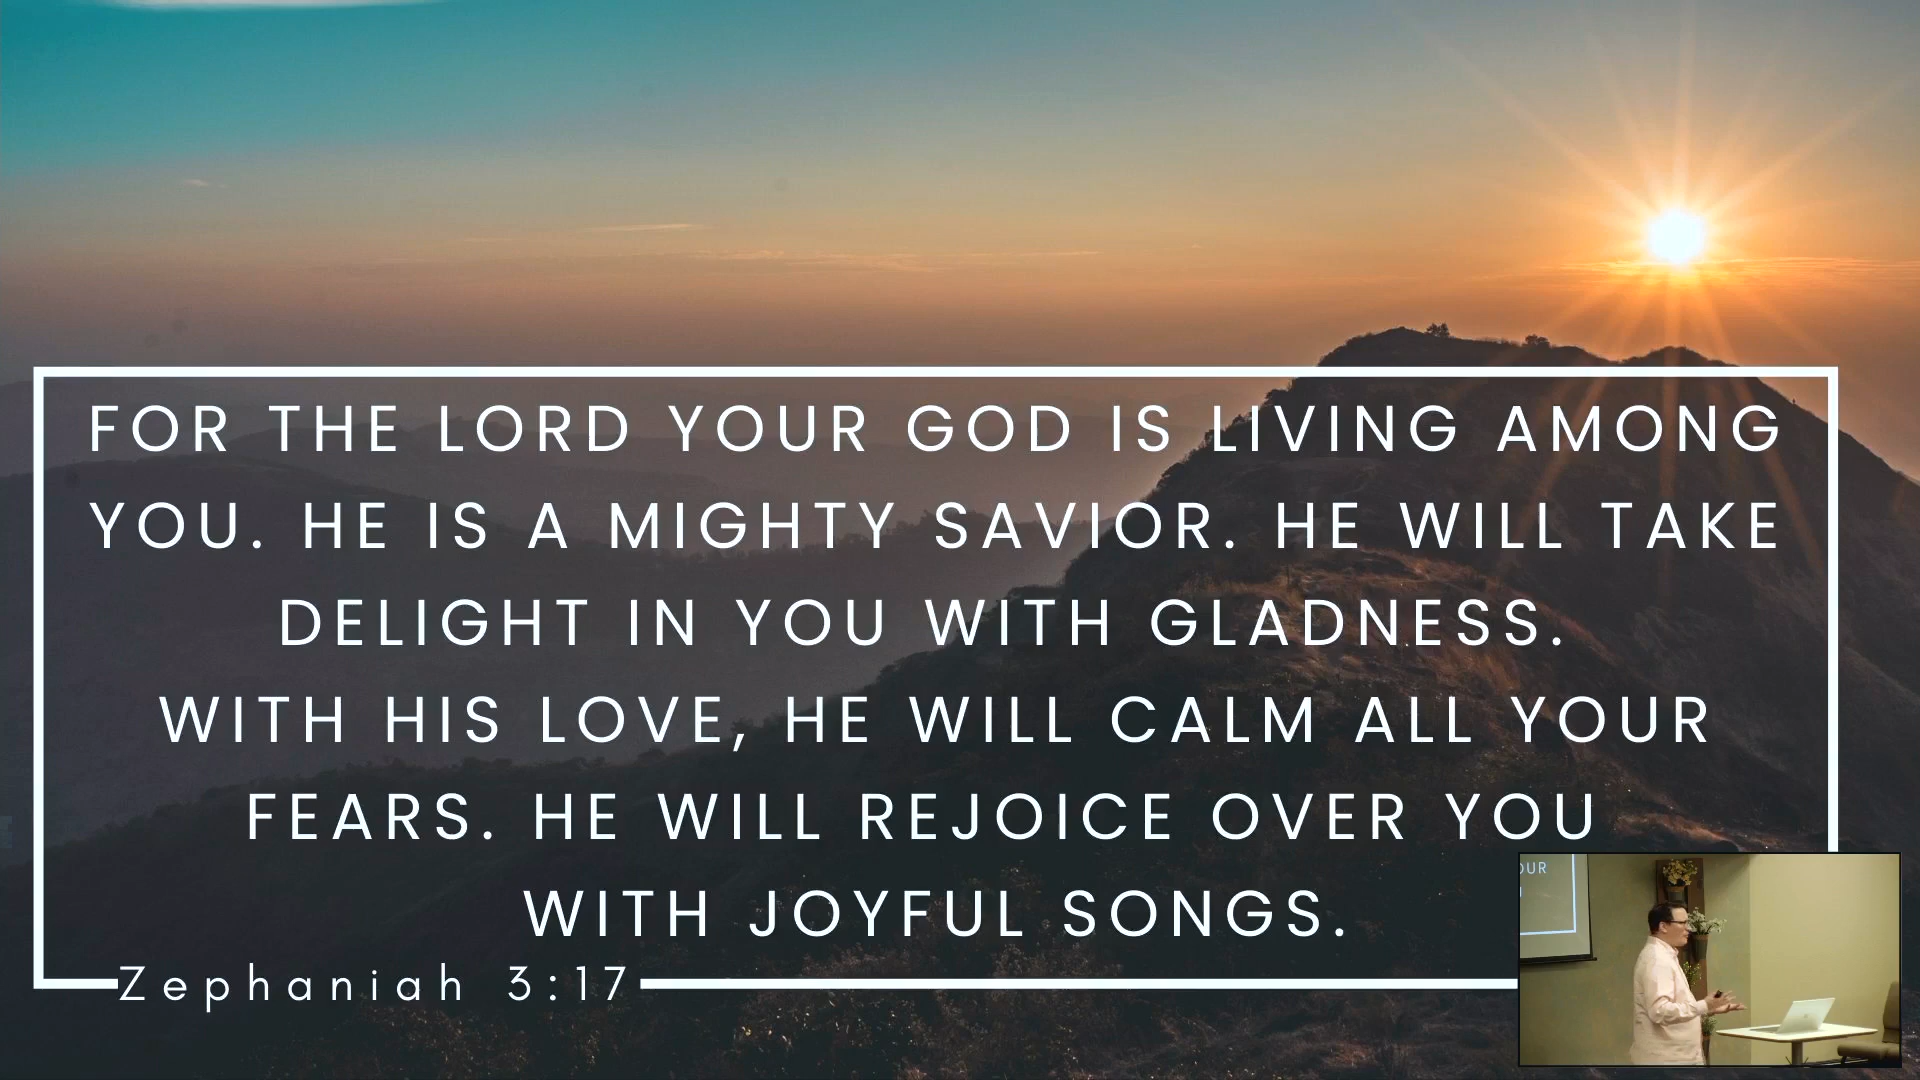 FOR THE LORD YOUR GOD IS LIVING AMONG
YOU. HE IS A MIGHTY SAVIOR. HE WILL TAKE
DELIGHT IN YOU WITH GLADNESS.
WITH HIS LOVE, HE WILL CALM ALL YOUR
FEARS. HE WILL REJOICE OVER YOU
WITH JOYFUL SONGS.
Zephaniah 3:17